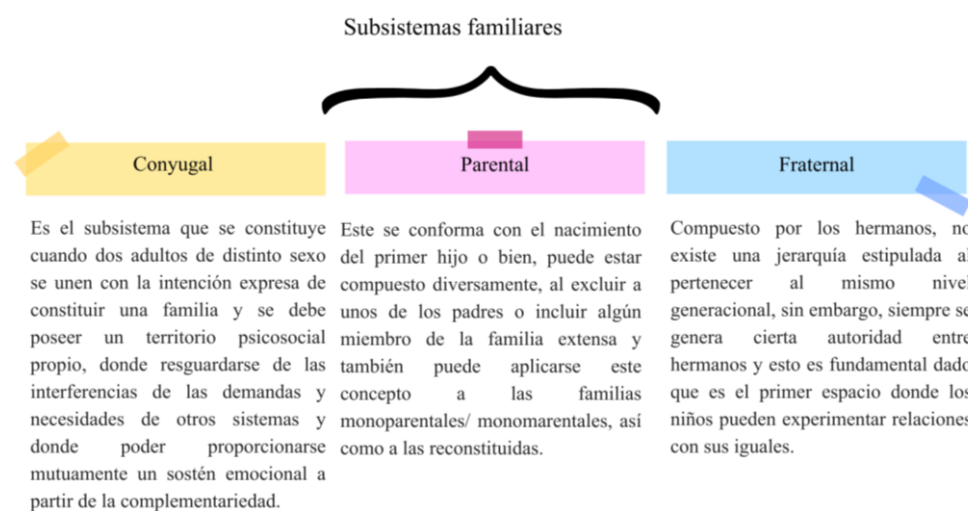 Subsistemas familiares
Conyugal
Es el subsistema que se constituye
cuando dos adultos de distinto sexo
se unen con la intención expresa de
constituir una familia y se debe
poseer un territorio psicosocial
propio, donde resguardarse de las
interferencias de las demandas y
necesidades de otros sistemas y
donde poder proporcionarse
mutuamente un sostén emocional a
partir de la complementariedad.
Parental
Este se conforma con el nacimiento
del primer hijo o bien, puede estar
compuesto diversamente, al excluir a
unos de los padres o incluir algún
miembro de la familia extensa y
también puede aplicarse este
concepto a las familias
monoparentales/ monomarentales, así
como a las reconstituidas.
Fraternal
Compuesto por los hermanos, no
existe una jerarquía estipulada al
pertenecer al mismo nivel
generacional, sin embargo, siempre se
genera cierta autoridad entre
hermanos y esto es fundamental dado
que es el primer espacio donde los
niños pueden experimentar relaciones
con sus iguales.